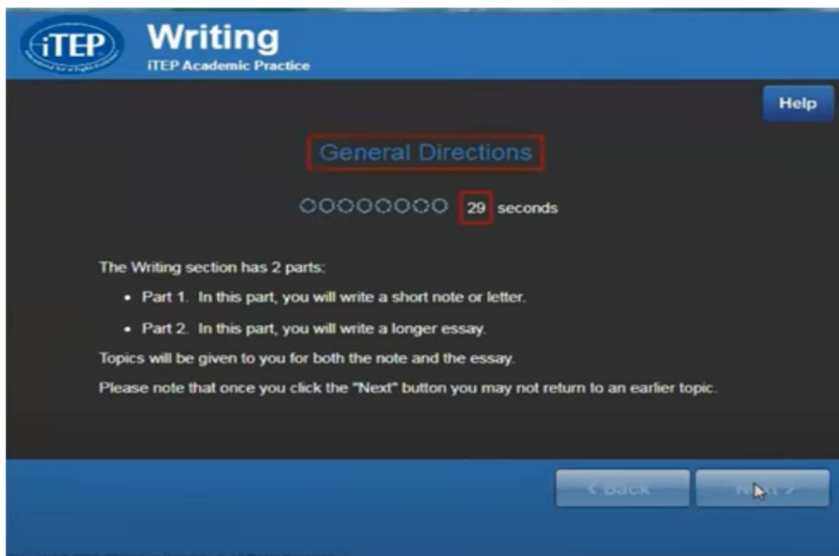 iTEP
Writing
iTEP Academic Practice
Help
General Directions
29 seconds
The Writing section has 2 parts:
• Part 1. In this part, you will write a short note or letter.
• Part 2. In this part, you will write a longer essay.
Topics will be given to you for both the note and the essay.
Please note that once you click the "Next" button you may not return to an earlier topic.
< Back
Next >